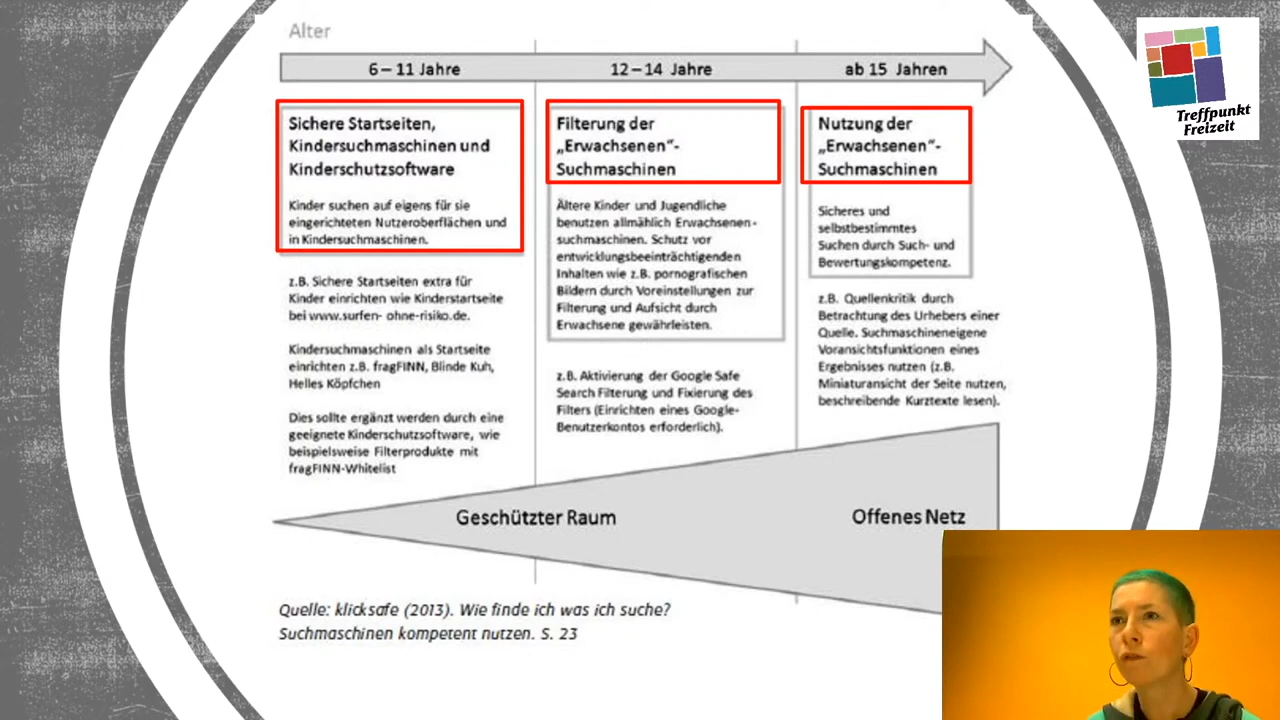 Alter
6 – 11 Jahre
12 – 14 Jahre
ab 15 Jahren
Sichere Startseiten,
Kindersuchmaschinen und
Kinderschutzsoftware
Kinder suchen auf eigens für sie
eingerichteten Nutzeroberflächen und
in Kindersuchmaschinen.
z.B. Sichere Startseiten extra für
Kinder einrichten wie Kinderstartseite
bei www.surfen- ohne-risiko.de.
Kindersuchmaschinen als Startseite
einrichten z.B. fragFINN, Blinde Kuh,
Helles Köpfchen
Dies sollte ergänzt werden durch eine
geeignete Kinderschutzsoftware, wie
beispielsweise Filterprodukte mit
fragFINN-Whitelist
Filterung der
„Erwachsenen“-
Suchmaschinen
Ältere Kinder und Jugendliche
benutzen allmählich Erwachsenen-
suchmaschinen. Schutz vor
entwicklungsbeeinträchtigenden
Inhalten wie z.B. pornografischen
Bildern durch Voreinstellungen zur
Filterung und Aufsicht durch
Erwachsene gewährleisten.
z.B. Aktivierung der Google Safe
Search Filterung und Fixierung des
Filters (Einrichten eines Google-
Benutzerkontos erforderlich).
Nutzung der
„Erwachsenen“-
Suchmaschinen
Sicheres und
selbstbestimmtes
Suchen durch Such- und
Bewertungskompetenz.
z.B. Quellenkritik durch
Betrachtung des Urhebers einer
Quelle. Suchmaschineneigene
Voransichtsfunktionen eines
Ergebnisses nutzen (z.B.
Miniaturansicht der Seite nutzen,
beschreibende Kurztexte lesen).
Geschützter Raum
Offenes Netz
Quelle: klicksafe (2013). Wie finde ich was ich suche?
Suchmaschinen kompetent nutzen. S. 23
Treffpunkt
Freizeit